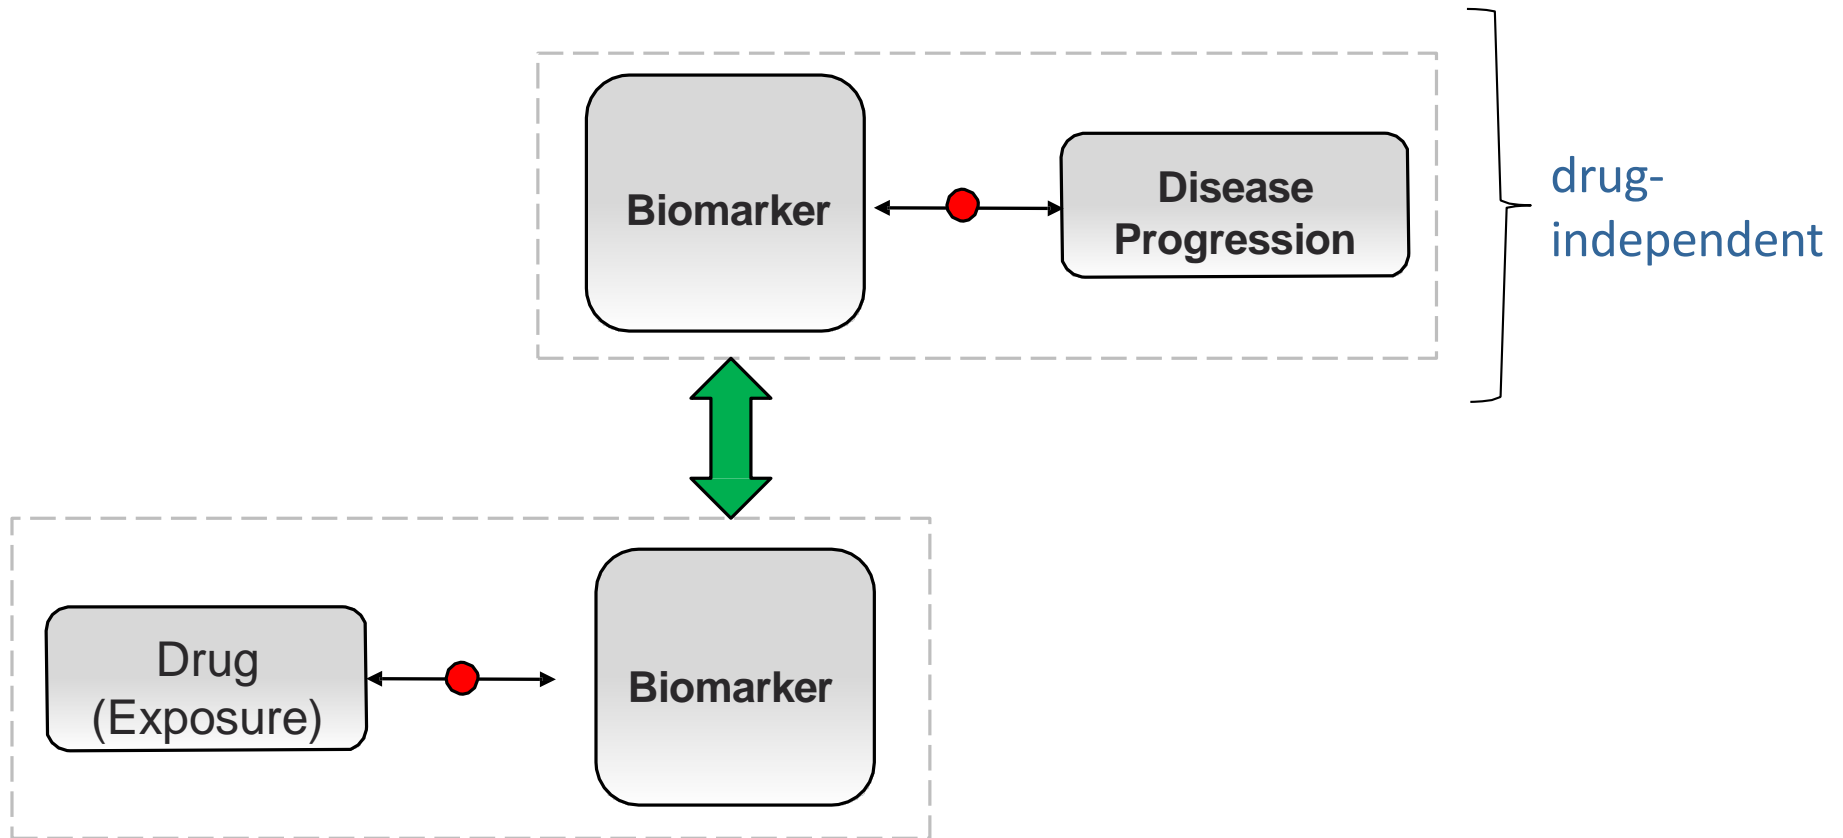 Biomarker
Disease
Progression
drug-
independent
Drug
(Exposure)
Biomarker